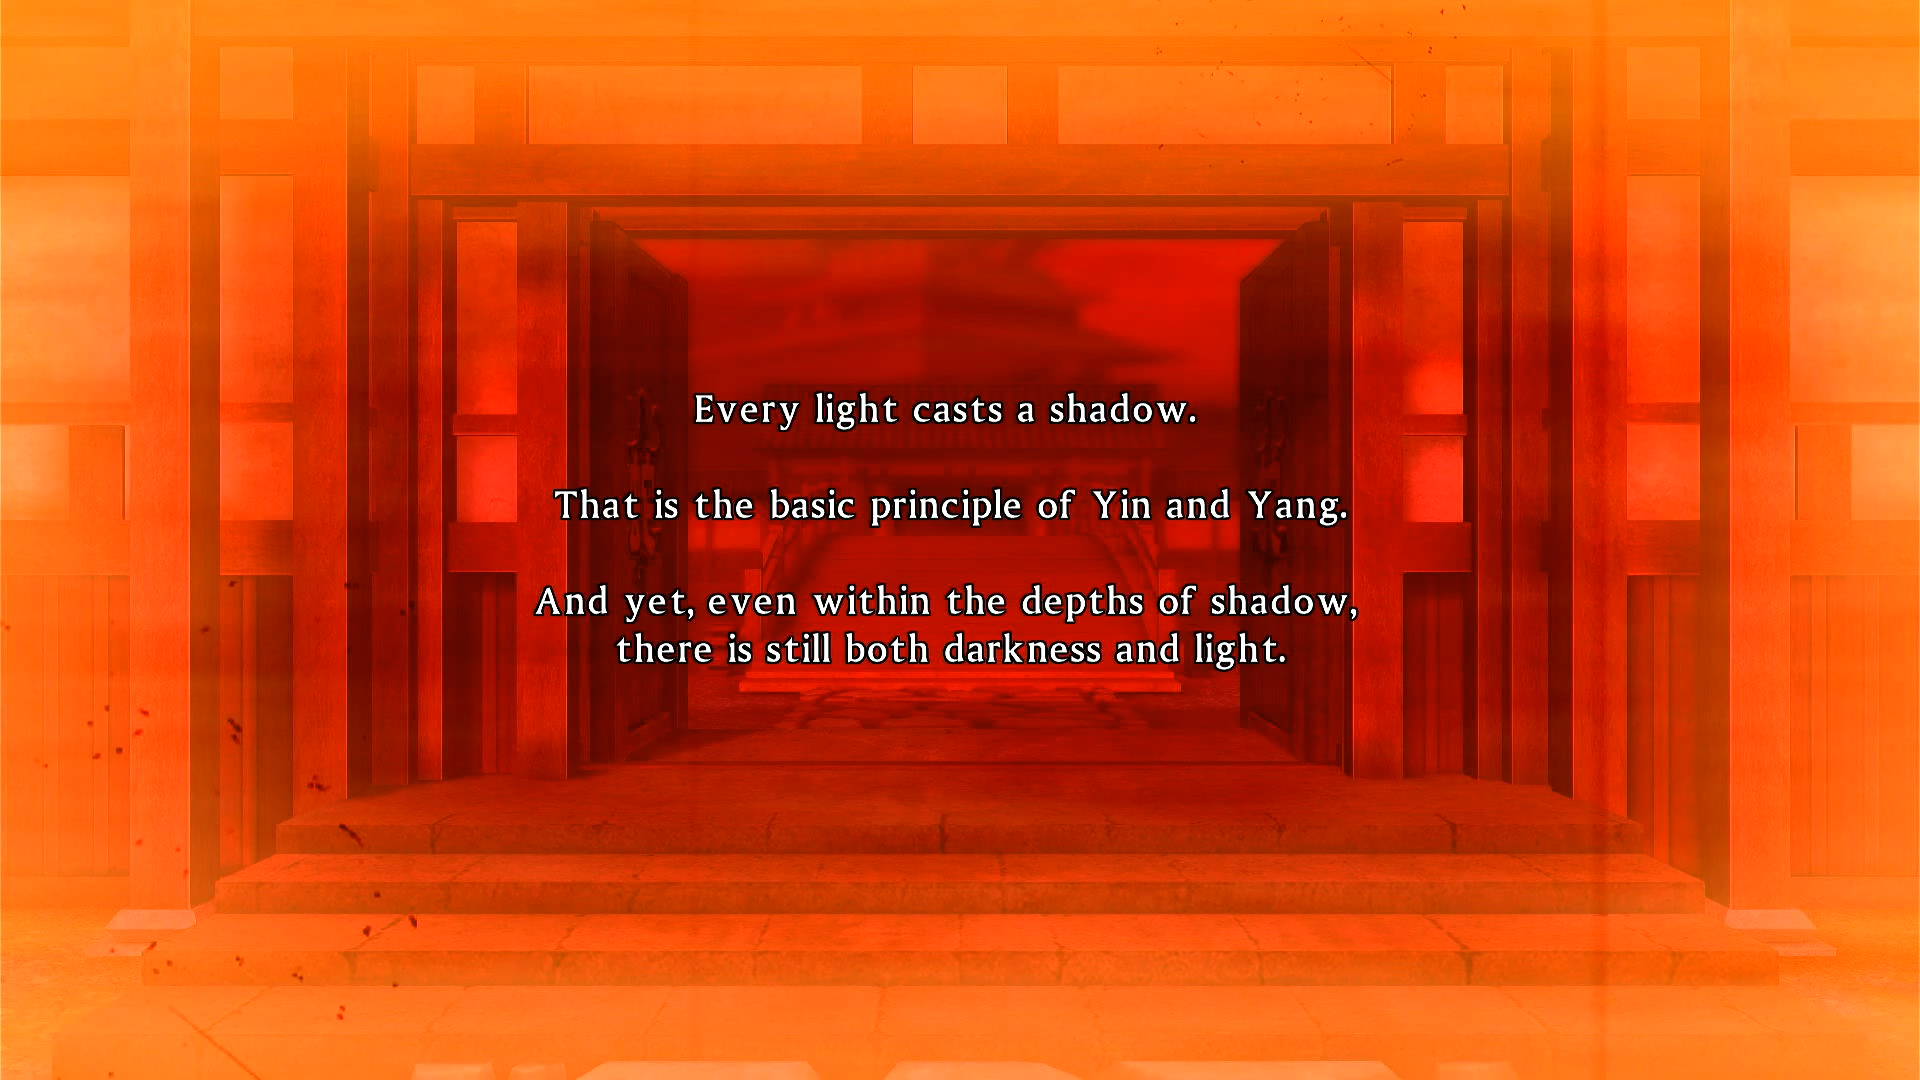 Every light casts a shadow.
That is the basic principle of Yin and Yang.
And yet, even within the depths of shadow,
there is still both darkness and light.